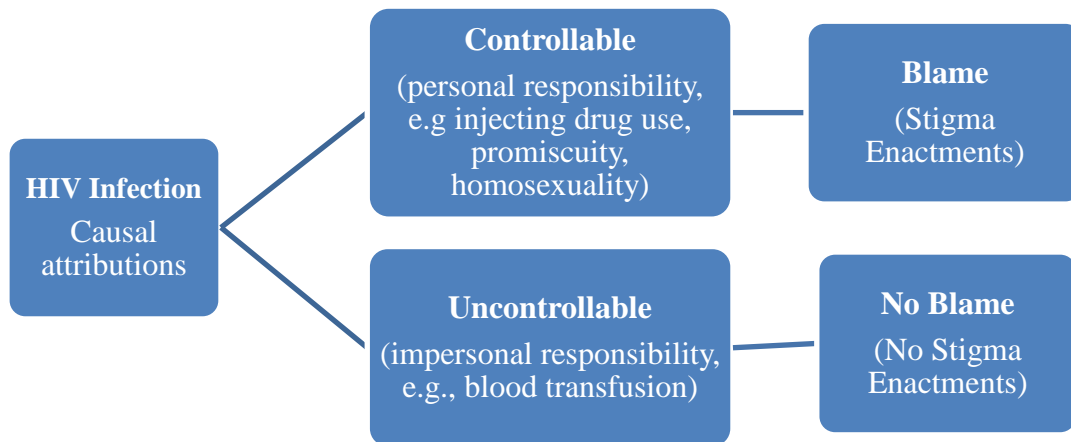 HIV Infection
Causal
attributions
Controllable
(personal responsibility,
e.g injecting drug use,
promiscuity,
homosexuality)
Blame
(Stigma
Enactments)
Uncontrollable
(impersonal responsibility,
e.g., blood transfusion)
No Blame
(No Stigma
Enactments)